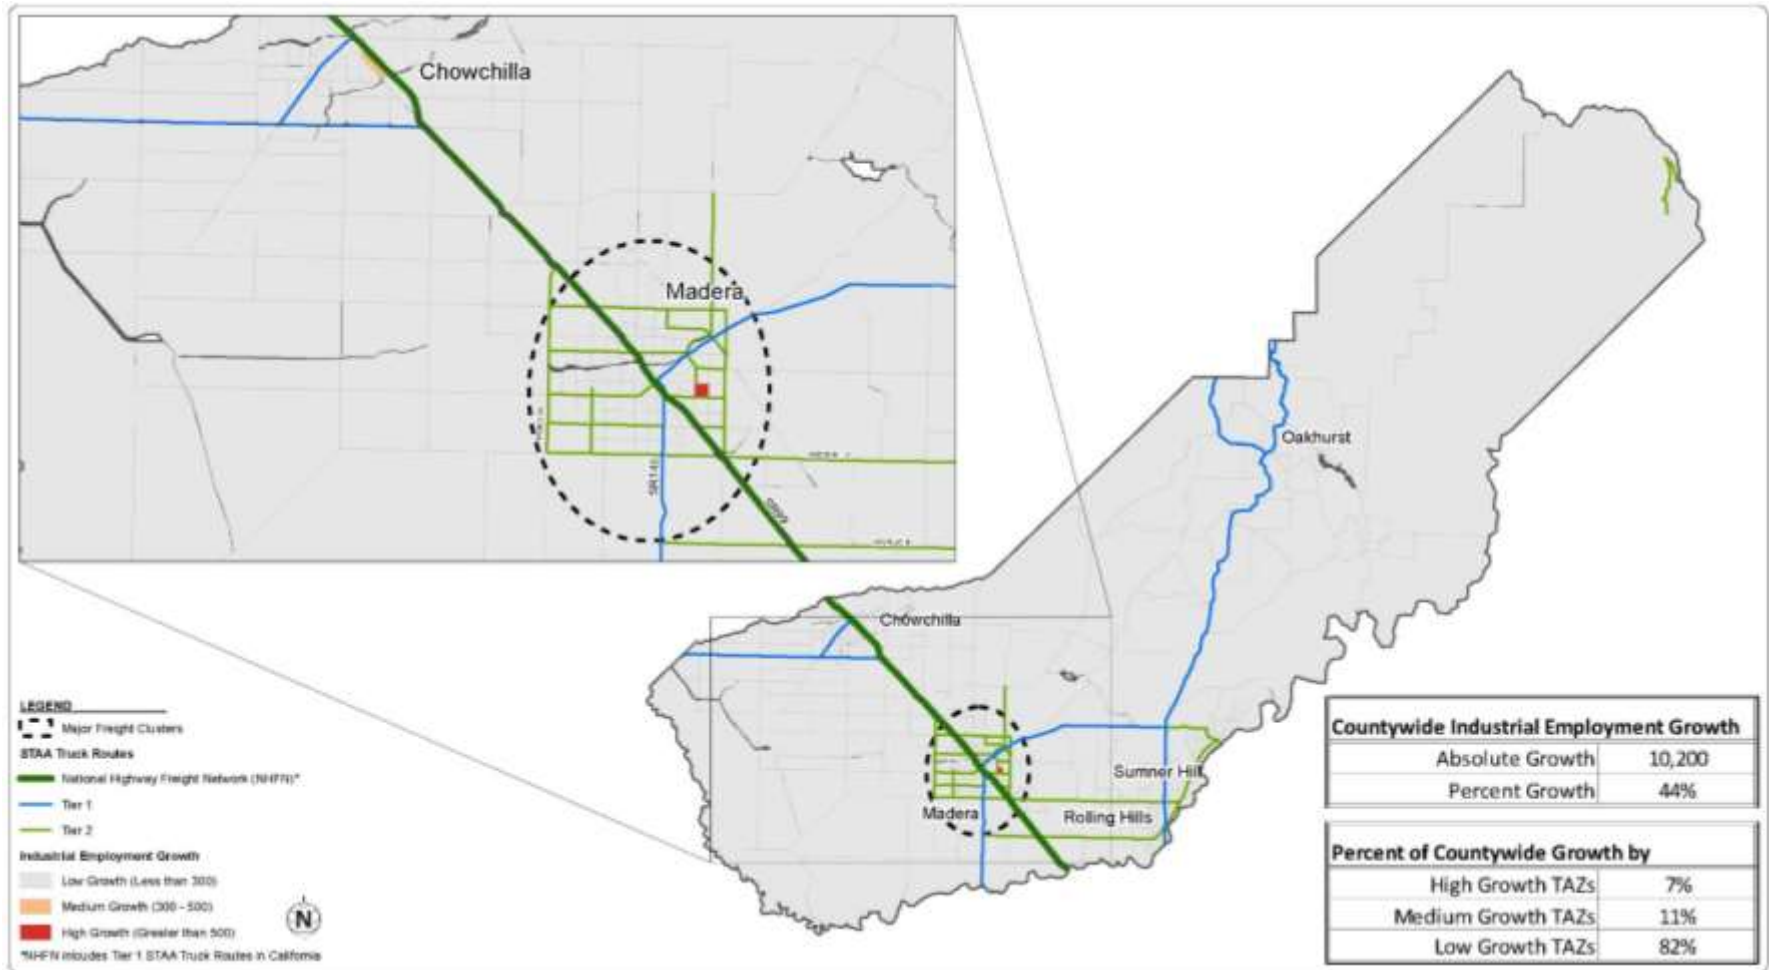 Chowchilla
Madera
SR145
Oakhurst
Chowchilla
Madera
Sumner Hill
Rolling Hills
LEGEND
Major Freight Clusters
STAA Truck Routes
National Highway Freight Network (NHFN)*
Tier 1
Tier 2
Industrial Employment Growth
Low Growth (Less than 300)
Medium Growth (300 - 500)
High Growth (Greater than 500)
*NHFN includes Tier 1 STAA Truck Routes in California
N
Countywide Industrial Employment Growth
Absolute Growth 10,200
Percent Growth 44%
Percent of Countywide Growth by
High Growth TAZs 7%
Medium Growth TAZs 11%
Low Growth TAZs 82%